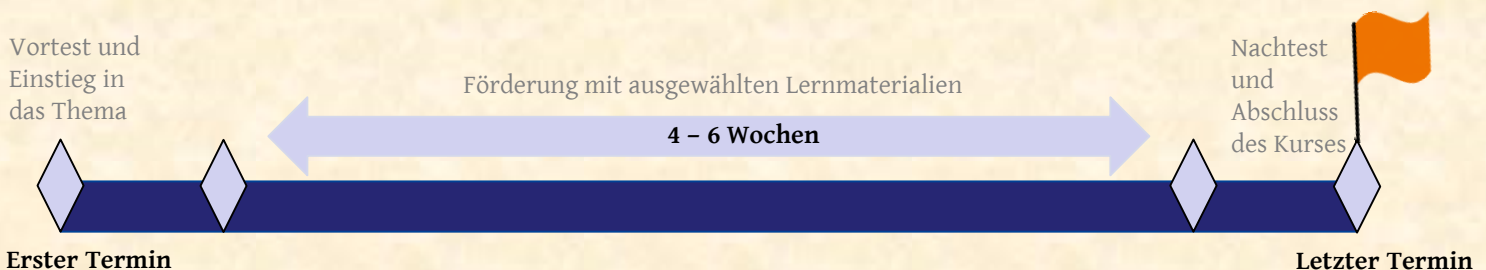 Vortest und
Einstieg in
das Thema
Förderung mit ausgewählten Lernmaterialien
4 – 6 Wochen
Nachtest
und
Abschluss
des Kurses
Erster Termin
Letzter Termin